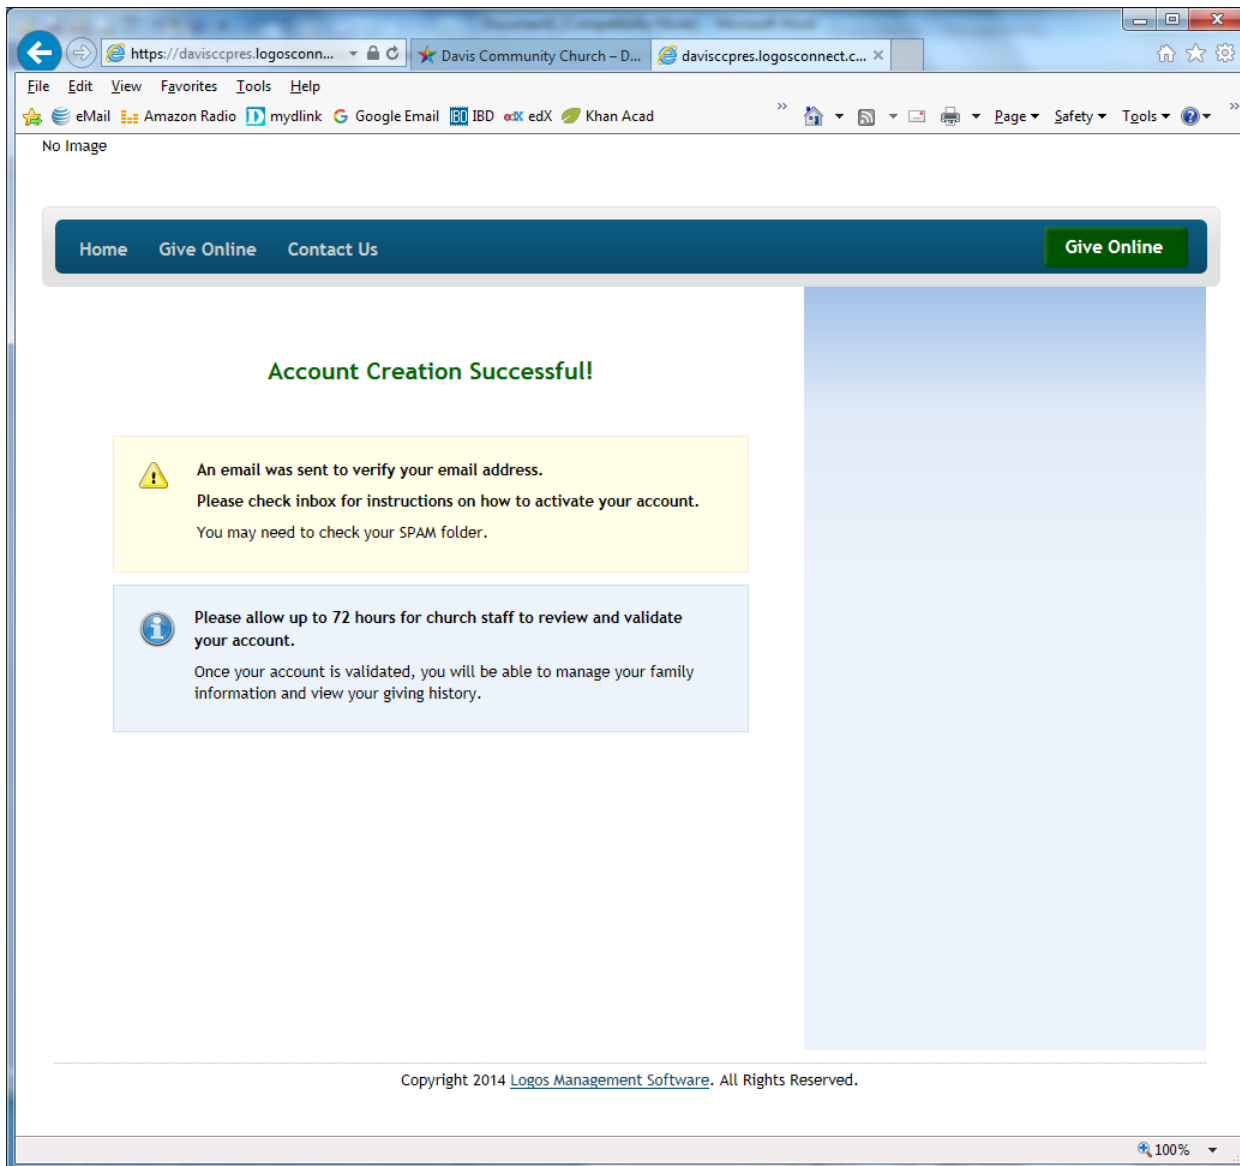 https://davisccpres.logosconn...
Davis Community Church – D...
davisccpres.logosconnect.c...
File Edit View Favorites Tools Help
eMail Amazon Radio mydlink Google Email IBD edX Khan Acad
Page Safety Tools
No Image
Home Give Online Contact Us
Give Online
Account Creation Successful!
An email was sent to verify your email address.
Please check inbox for instructions on how to activate your account.
You may need to check your SPAM folder.
Please allow up to 72 hours for church staff to review and validate
your account.
Once your account is validated, you will be able to manage your family
information and view your giving history.
Copyright 2014 Logos Management Software. All Rights Reserved.
100%